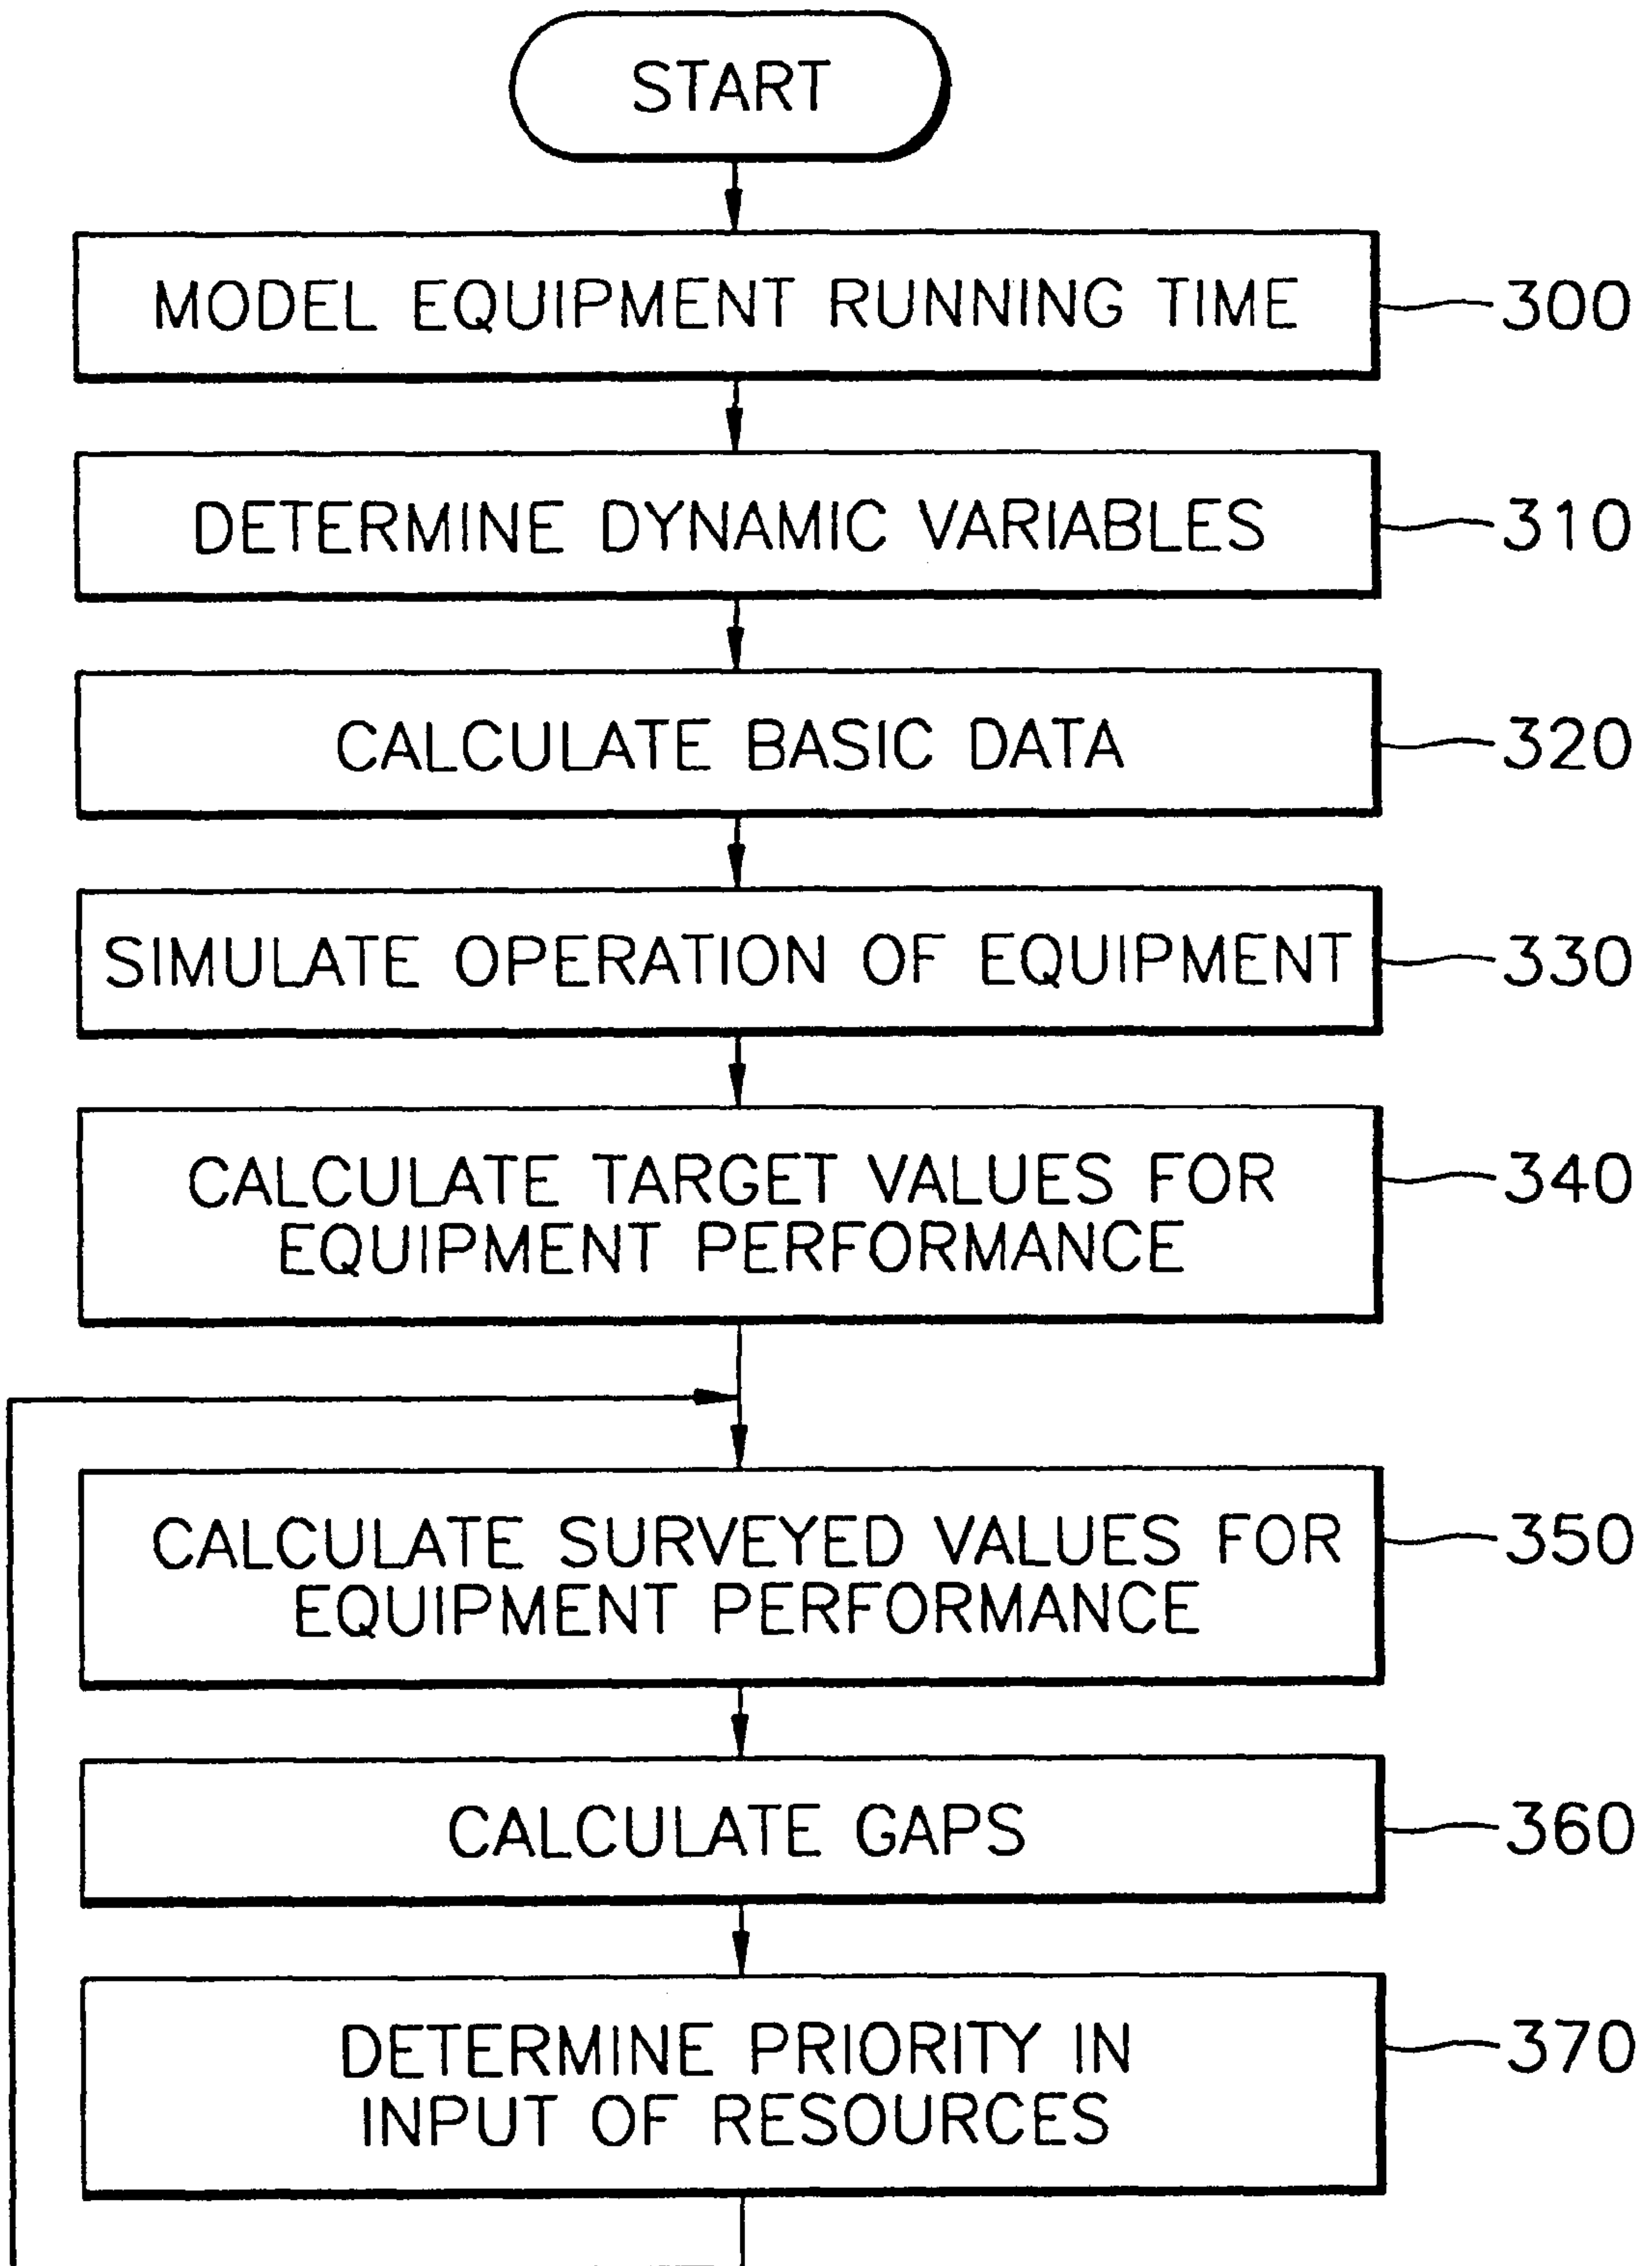 START
MODEL EQUIPMENT RUNNING TIME
300
DETERMINE DYNAMIC VARIABLES
310
CALCULATE BASIC DATA
320
SIMULATE OPERATION OF EQUIPMENT
330
CALCULATE TARGET VALUES FOR
EQUIPMENT PERFORMANCE
340
CALCULATE SURVEYED VALUES FOR
EQUIPMENT PERFORMANCE
350
CALCULATE GAPS
360
DETERMINE PRIORITY IN
INPUT OF RESOURCES
370